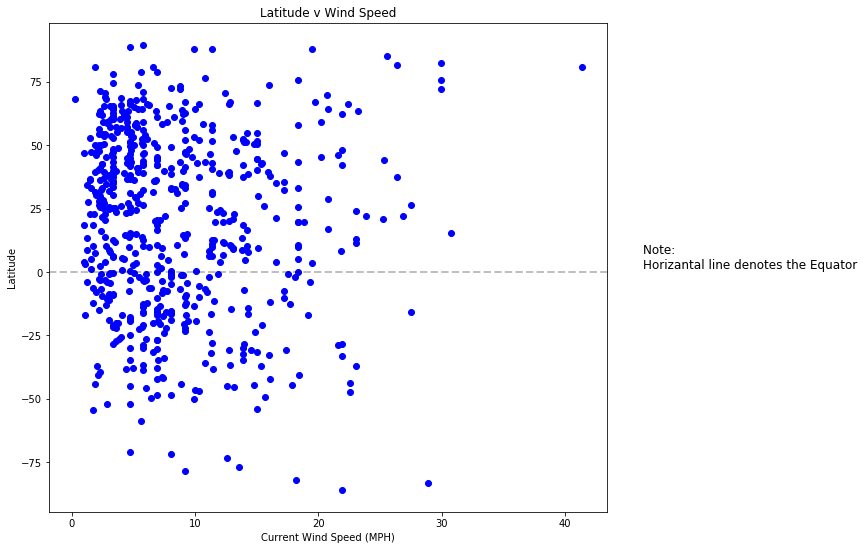 Latitude v Wind Speed
75
50
25
0
−25
−50
−75
Latitude
0
10
20
30
40
Current Wind Speed (MPH)
Note:
Horizantal line denotes the Equator